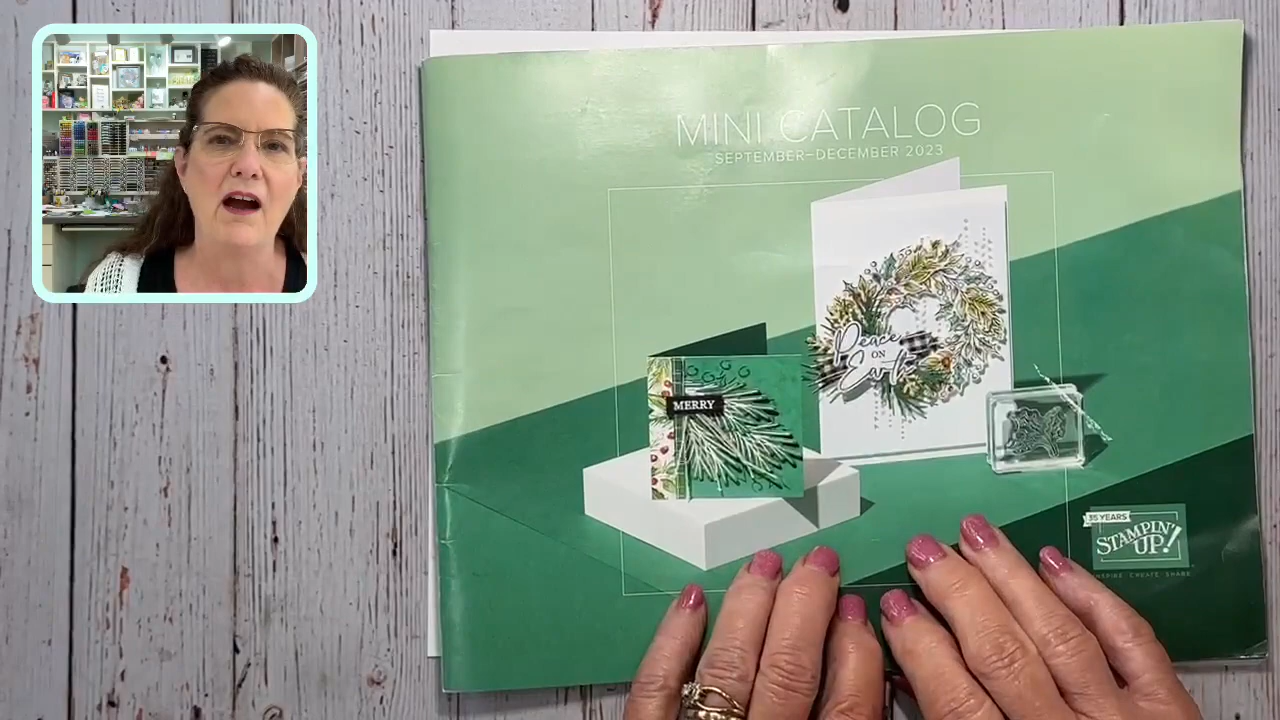 MINI CATALOG
SEPTEMBER–DECEMBER 2023
Peace
ON
Earth
MERRY
35 YEARS
STAMPIN'
UP!
INSPIRE · CREATE · SHARE